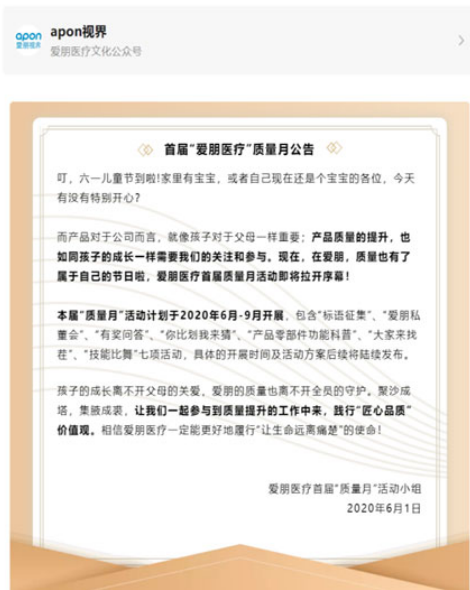 apon
爱朋视界
apon视界
爱朋医疗文化公众号
首届“爱朋医疗”质量月公告
叮，六一儿童节到啦!家里有宝宝，或者自己现在还是个宝宝的各位，今天
有没有特别开心？
而产品对于公司而言，就像孩子对于父母一样重要；产品质量的提升，也
如同孩子的成长一样需要我们的关注和参与。现在，在爱朋，质量也有了
属于自己的节日啦，爱朋医疗首届质量月活动即将拉开序幕！
本届“质量月”活动计划于2020年6月-9月开展，包含“标语征集”、“爱朋私
董会”、“有奖问答”、“你比划我来猜”、“产品零部件功能科普”、“大家来找
茬”、“技能比舞”七项活动，具体的开展时间及活动方案后续将陆续发布。
孩子的成长离不开父母的关爱，爱朋的质量也离不开全员的守护。聚沙成
塔，集腋成裘，让我们一起参与到质量提升的工作中来，践行“匠心品质”
价值观。相信爱朋医疗一定能更好地履行“让生命远离痛楚”的使命！
爱朋医疗首届“质量月”活动小组
2020年6月1日